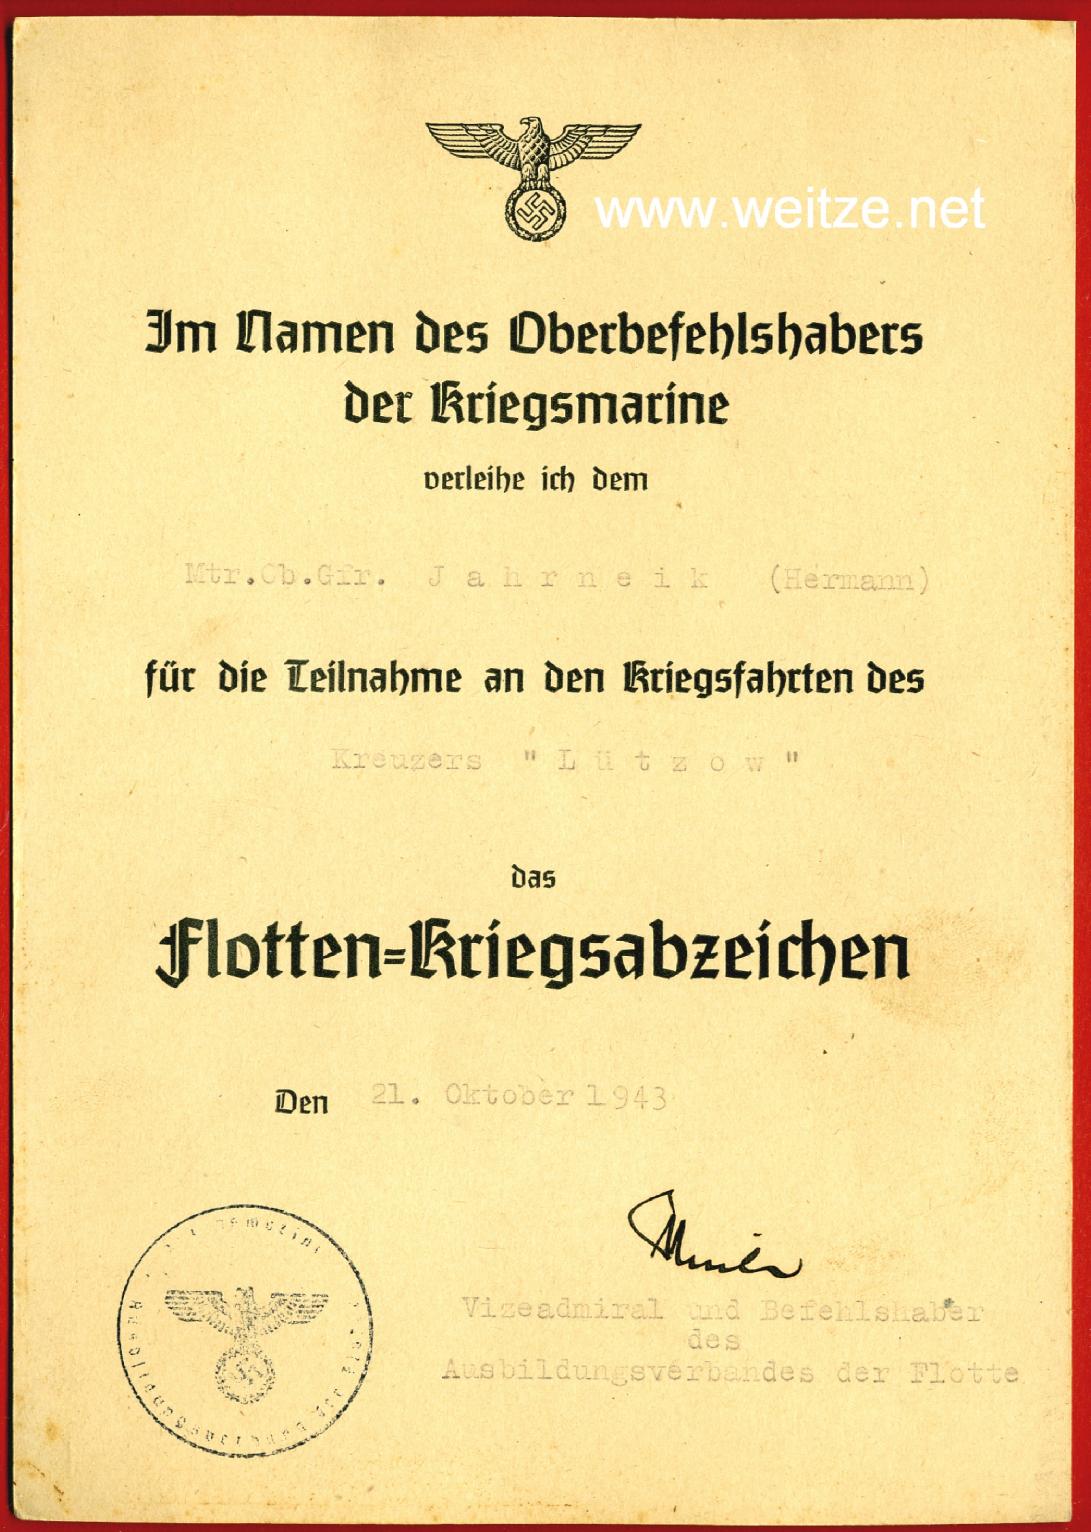 www.weitze.net
Im Namen des Oberbefehlshabers
der Kriegsmarine
verleihe ich dem
Mtr.Ob.Gfr. Jahrneik (Hermann)
für die Teilnahme an den Kriegsfahrten des
Kreuzers "Lützow"
das
Flotten=Kriegsabzeichen
Den 21. Oktober 1943
Vizeadmiral und Befehlshaber
des
Ausbildungsverbandes der Flotte